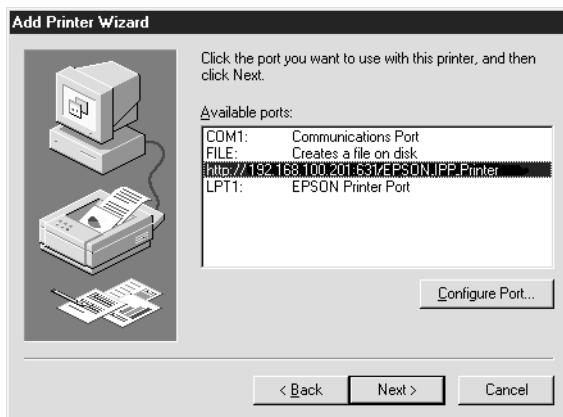 Add Printer Wizard
Click the port you want to use with this printer, and then
click Next.
Available ports:
COM1: Communications Port
FILE: Creates a file on disk
http://192.168.100.201:631/EPSON_IPP_Printer
LPT1: EPSON Printer Port
Configure Port...
< Back
Next >
Cancel